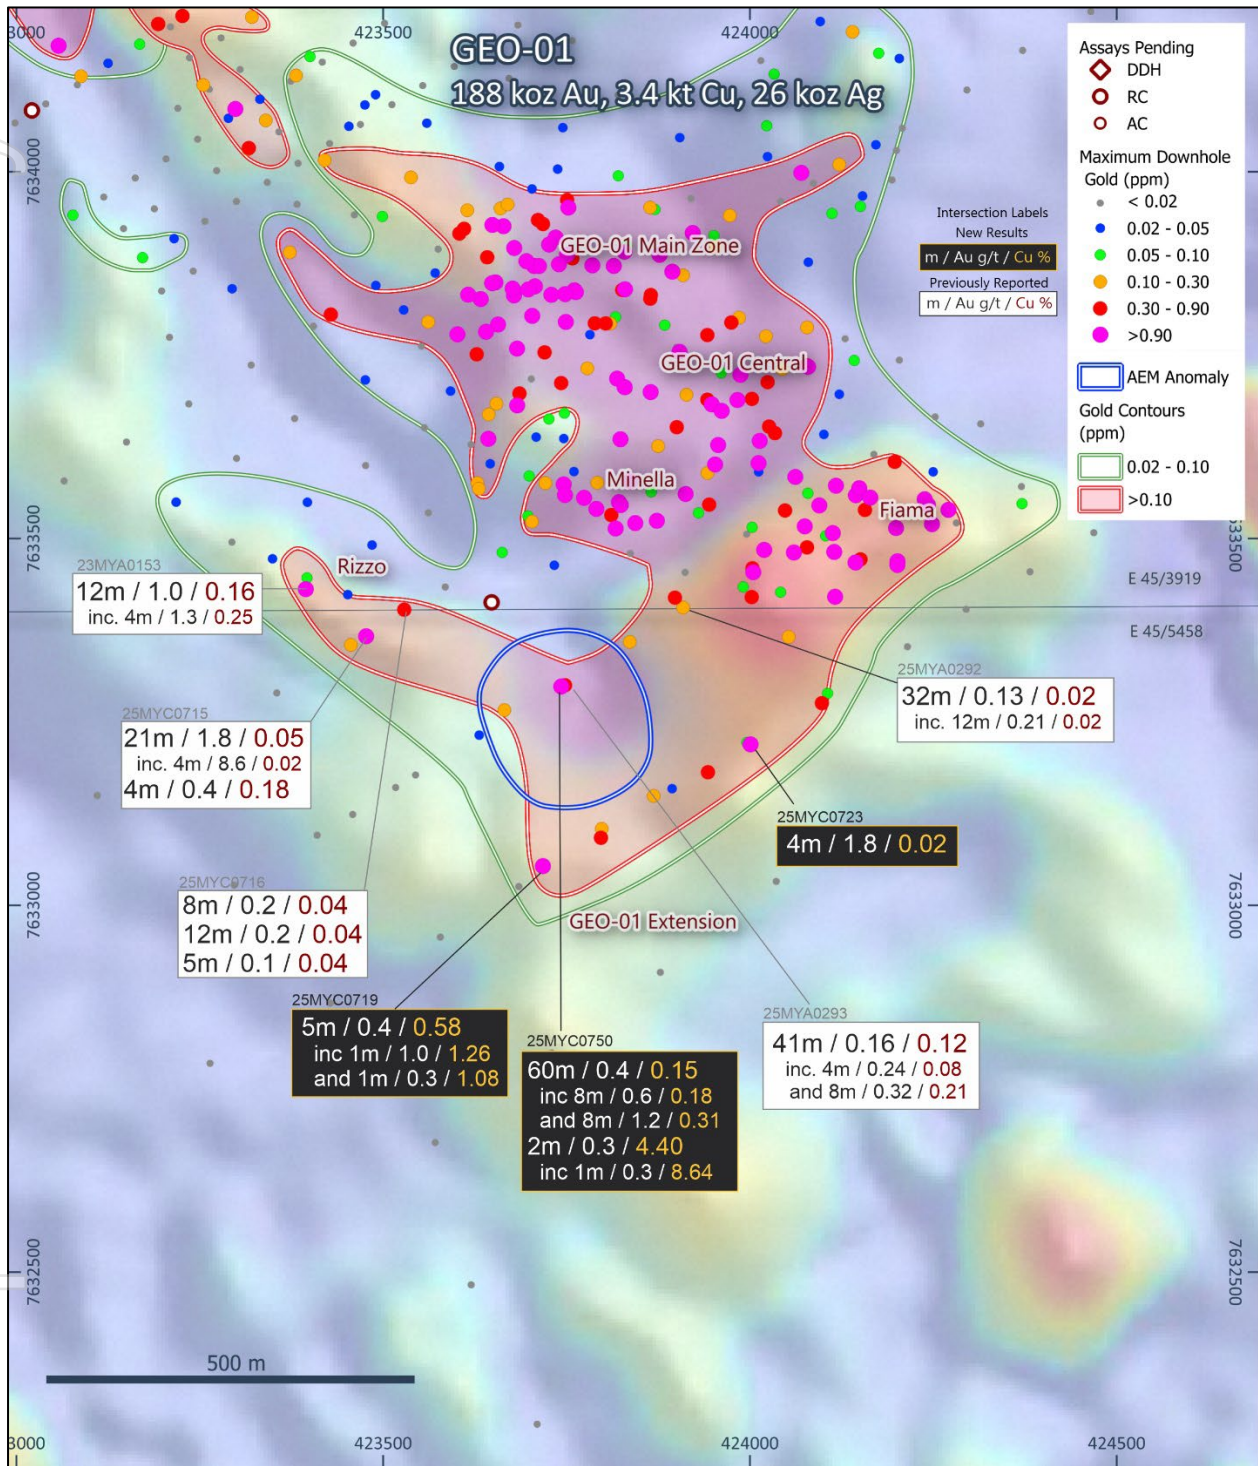 3000
423500
424000
GEO-01
188 koz Au, 3.4 kt Cu, 26 koz Ag
Assays Pending
DDH
RC
AC
Maximum Downhole
Gold (ppm)
< 0.02
0.02 - 0.05
0.05 - 0.10
0.10 - 0.30
0.30 - 0.90
>0.90
AEM Anomaly
Gold Contours
(ppm)
0.02 - 0.10
>0.10
Intersection Labels
New Results
m / Au g/t / Cu %
Previously Reported
m / Au g/t / Cu %
7634000
GEO-01 Main Zone
GEO-01 Central
Minella
Fiama
7633500
7633500
Rizzo
E 45/3919
E 45/5458
23MYA0153
12m / 1.0 / 0.16
inc. 4m / 1.3 / 0.25
25MYA0292
32m / 0.13 / 0.02
inc. 12m / 0.21 / 0.02
25MYC0715
21m / 1.8 / 0.05
inc. 4m / 8.6 / 0.02
4m / 0.4 / 0.18
25MYC0723
4m / 1.8 / 0.02
25MYC0716
8m / 0.2 / 0.04
12m / 0.2 / 0.04
5m / 0.1 / 0.04
GEO-01 Extension
7633000
7633000
25MYC0719
5m / 0.4 / 0.58
inc 1m / 1.0 / 1.26
and 1m / 0.3 / 1.08
25MYC0750
60m / 0.4 / 0.15
inc 8m / 0.6 / 0.18
and 8m / 1.2 / 0.31
2m / 0.3 / 4.40
inc 1m / 0.3 / 8.64
25MYA0293
41m / 0.16 / 0.12
inc. 4m / 0.24 / 0.08
and 8m / 0.32 / 0.21
7632500
7632500
500 m
3000
423500
424000
424500